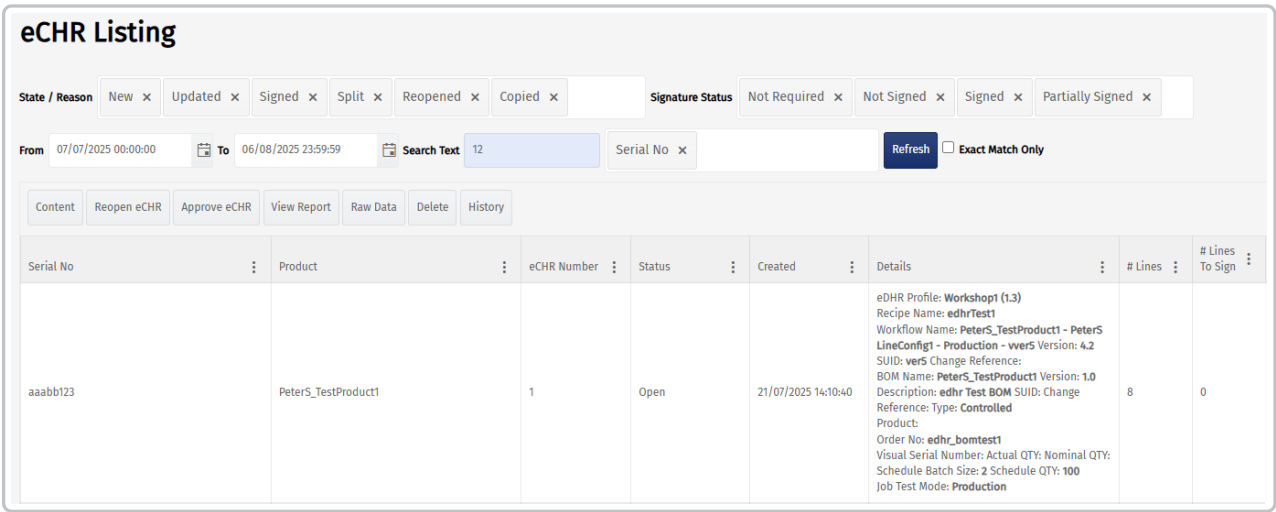 eCHR Listing
State / Reason New × Updated × Signed × Split × Reopened × Copied × Signature Status Not Required × Not Signed × Signed × Partially Signed ×
From 07/07/2025 00:00:00 To 06/08/2025 23:59:59 Search Text 12 Serial No × Refresh Exact Match Only
Content Reopen eCHR Approve eCHR View Report Raw Data Delete History
Serial No Product eCHR Number Status Created Details # Lines # Lines To Sign
aaabb123 PeterS_TestProduct1 1 Open 21/07/2025 14:10:40
eDHR Profile: Workshop1 (1.3)
Recipe Name: edhrTest1
Workflow Name: PeterS_TestProduct1 - PeterS
LineConfig1 - Production - vver5 Version: 4.2
SUID: ver5 Change Reference:
BOM Name: PeterS_TestProduct1 Version: 1.0
Description: edhr Test BOM SUID: Change
Reference: Type: Controlled
Product:
Order No: edhr_bomtest1
Visual Serial Number: Actual QTY: Nominal QTY:
Schedule Batch Size: 2 Schedule QTY: 100
Job Test Mode: Production
8 0